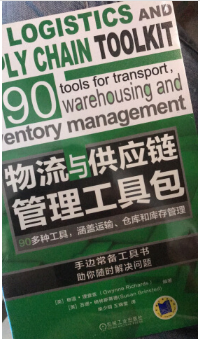 LOGISTICS AND
PLY CHAIN TOOLKIT
90 tools for transport,
warehousing and
ventory management
物流与供应链
管理工具包
90多种工具，涵盖运输、仓库和库存管理
手边常备工具书
助你随时解决问题
机械工业出版社